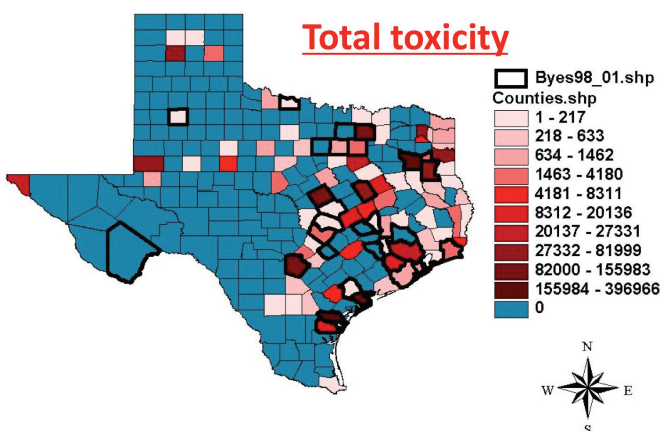 Total toxicity
Byes98_01.shp
Counties.shp
1 - 217
218 - 633
634 - 1462
1463 - 4180
4181 - 8311
8312 - 20136
20137 - 27331
27332 - 81999
82000 - 155983
155984 - 396966
0
N
W E
S